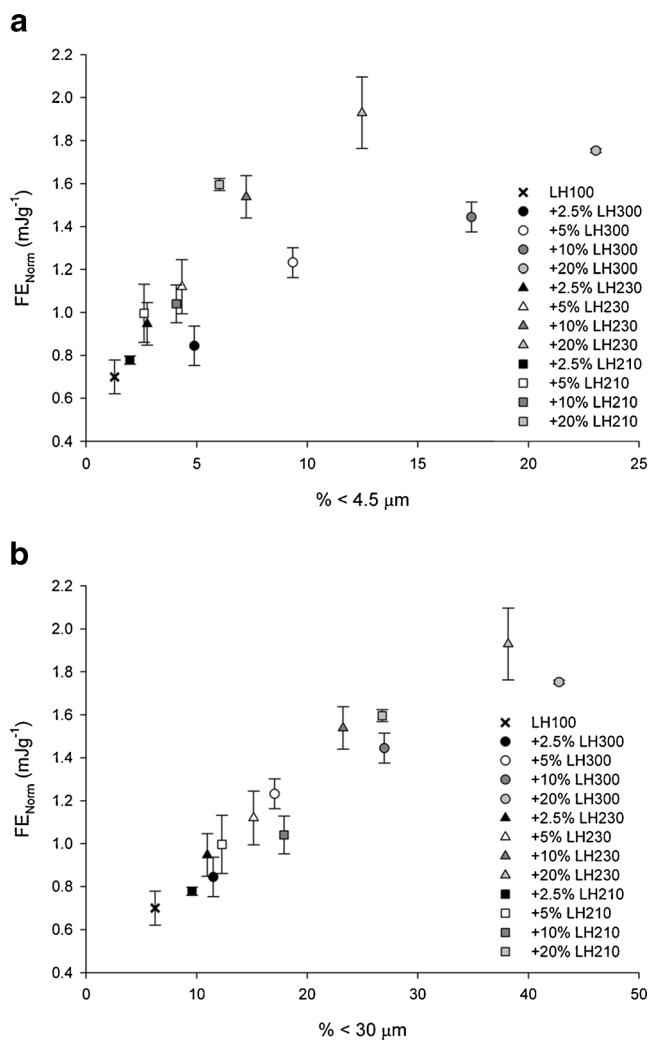 a
2.2
2.0
1.8
1.6
1.4
1.2
1.0
0.8
0.6
0.4
FE_Norm (mJg⁻¹)
LH100
+2.5% LH300
+5% LH300
+10% LH300
+20% LH300
+2.5% LH230
+5% LH230
+10% LH230
+20% LH230
+2.5% LH210
+5% LH210
+10% LH210
+20% LH210
0 5 10 15 20 25
% < 4.5 μm
b
2.2
2.0
1.8
1.6
1.4
1.2
1.0
0.8
0.6
0.4
FE_Norm (mJg⁻¹)
LH100
+2.5% LH300
+5% LH300
+10% LH300
+20% LH300
+2.5% LH230
+5% LH230
+10% LH230
+20% LH230
+2.5% LH210
+5% LH210
+10% LH210
+20% LH210
0 10 20 30 40 50
% < 30 μm